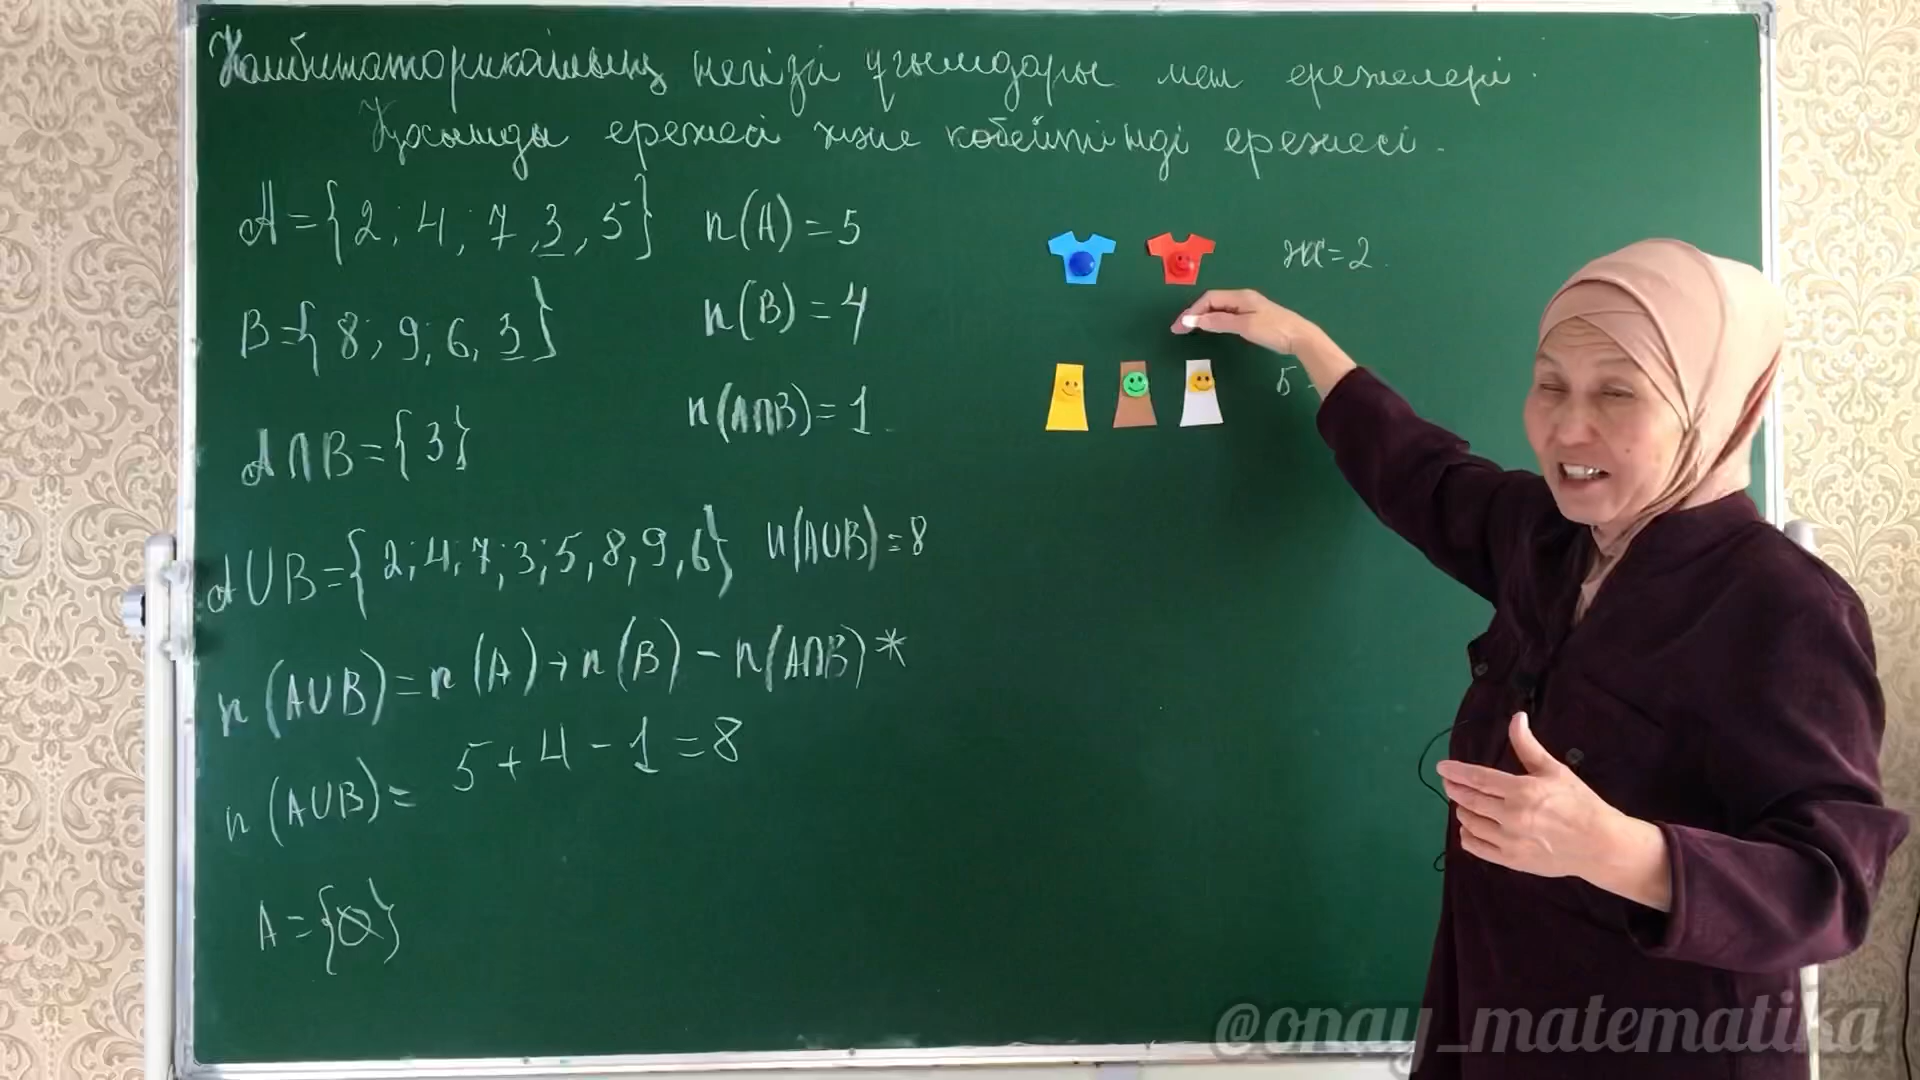 Комбинаториканың негізгі ұғымдары мен ережелері.
Қосынды ережесі және көбейтінді ережесі.
A={2; 4; 7, 3, 5} n(A)=5
B={8; 9; 6, 3} n(B)=4
n(A∩B)=1.
A∩B={3}
A∪B={2;4;7;3;5,8,9,6} n(A∪B)=8
n(A∪B)=n(A)+n(B)-n(A∩B)*
n(A∪B)= 5+4-1=8
A={∅}
ж=2.
Б-
@onay_matematika